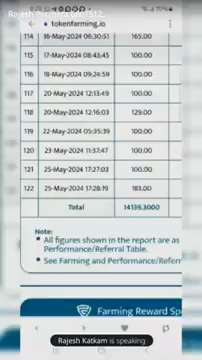 tokenfarming.io
114 16-May-2024 06:30:51 165.00
115 17-May-2024 08:43:45 100.00
116 19-May-2024 09:24:59 100.00
117 20-May-2024 12:13:49 100.00
118 20-May-2024 12:16:03 129.00
119 22-May-2024 05:35:39 100.00
120 23-May-2024 11:37:47 100.00
121 25-May-2024 17:27:03 100.00
122 25-May-2024 17:28:19 183.00
Total 14139.3000
Note:
All figures shown in the report are as
Performance/Referral Table.
See Farming and Performance/Referr
Farming Reward Sp
Rajesh Katkam is speaking